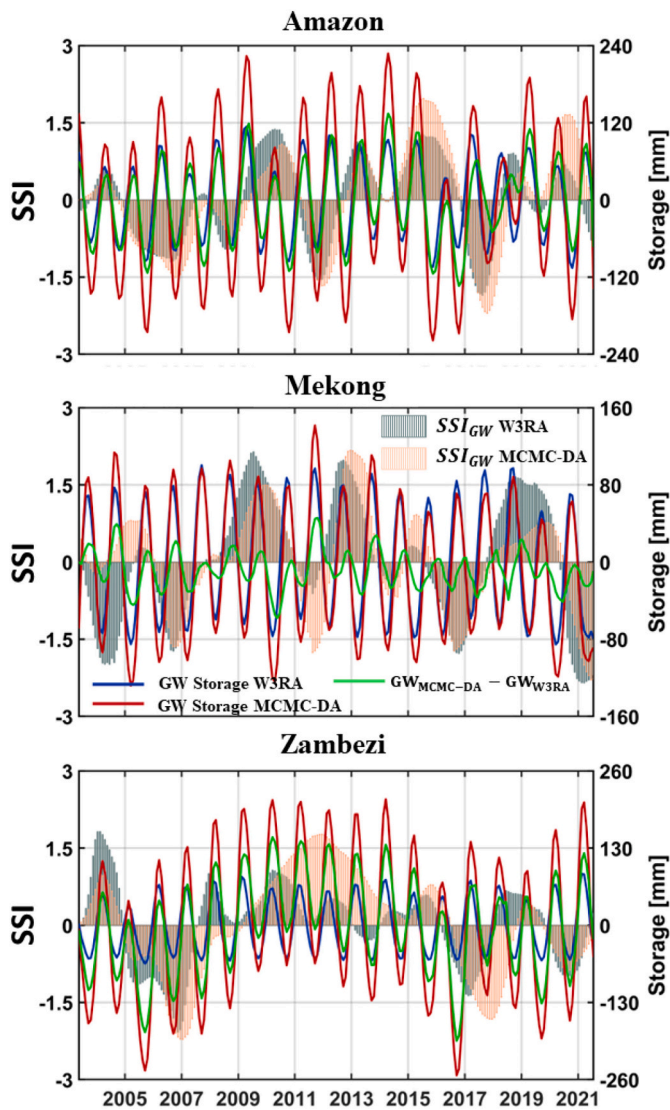 Amazon
3 240
1.5 120
0 0
-1.5 -120
-3 -240
SSI
Storage [mm]
Mekong
3 160
SSI_GW W3RA
1.5 80
SSI_GW MCMC-DA
0 0
-1.5 -80
GW Storage W3RA GW_MCMC-DA − GW_W3RA
GW Storage MCMC-DA
-3 -160
SSI
Storage [mm]
Zambezi
3 260
1.5 130
0 0
-1.5 -130
-3 -260
SSI
Storage [mm]
2005 2007 2009 2011 2013 2015 2017 2019 2021